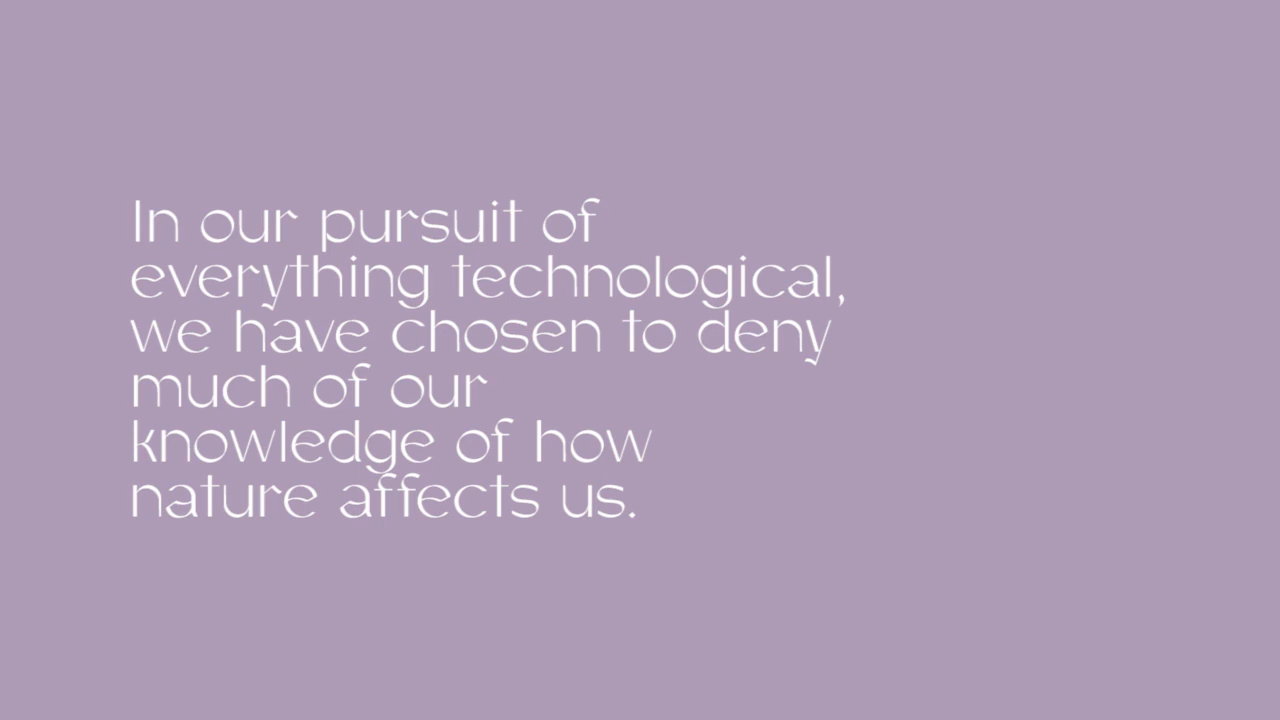 In our pursuit of
everything technological,
we have chosen to deny
much of our
knowledge of how
nature affects us.